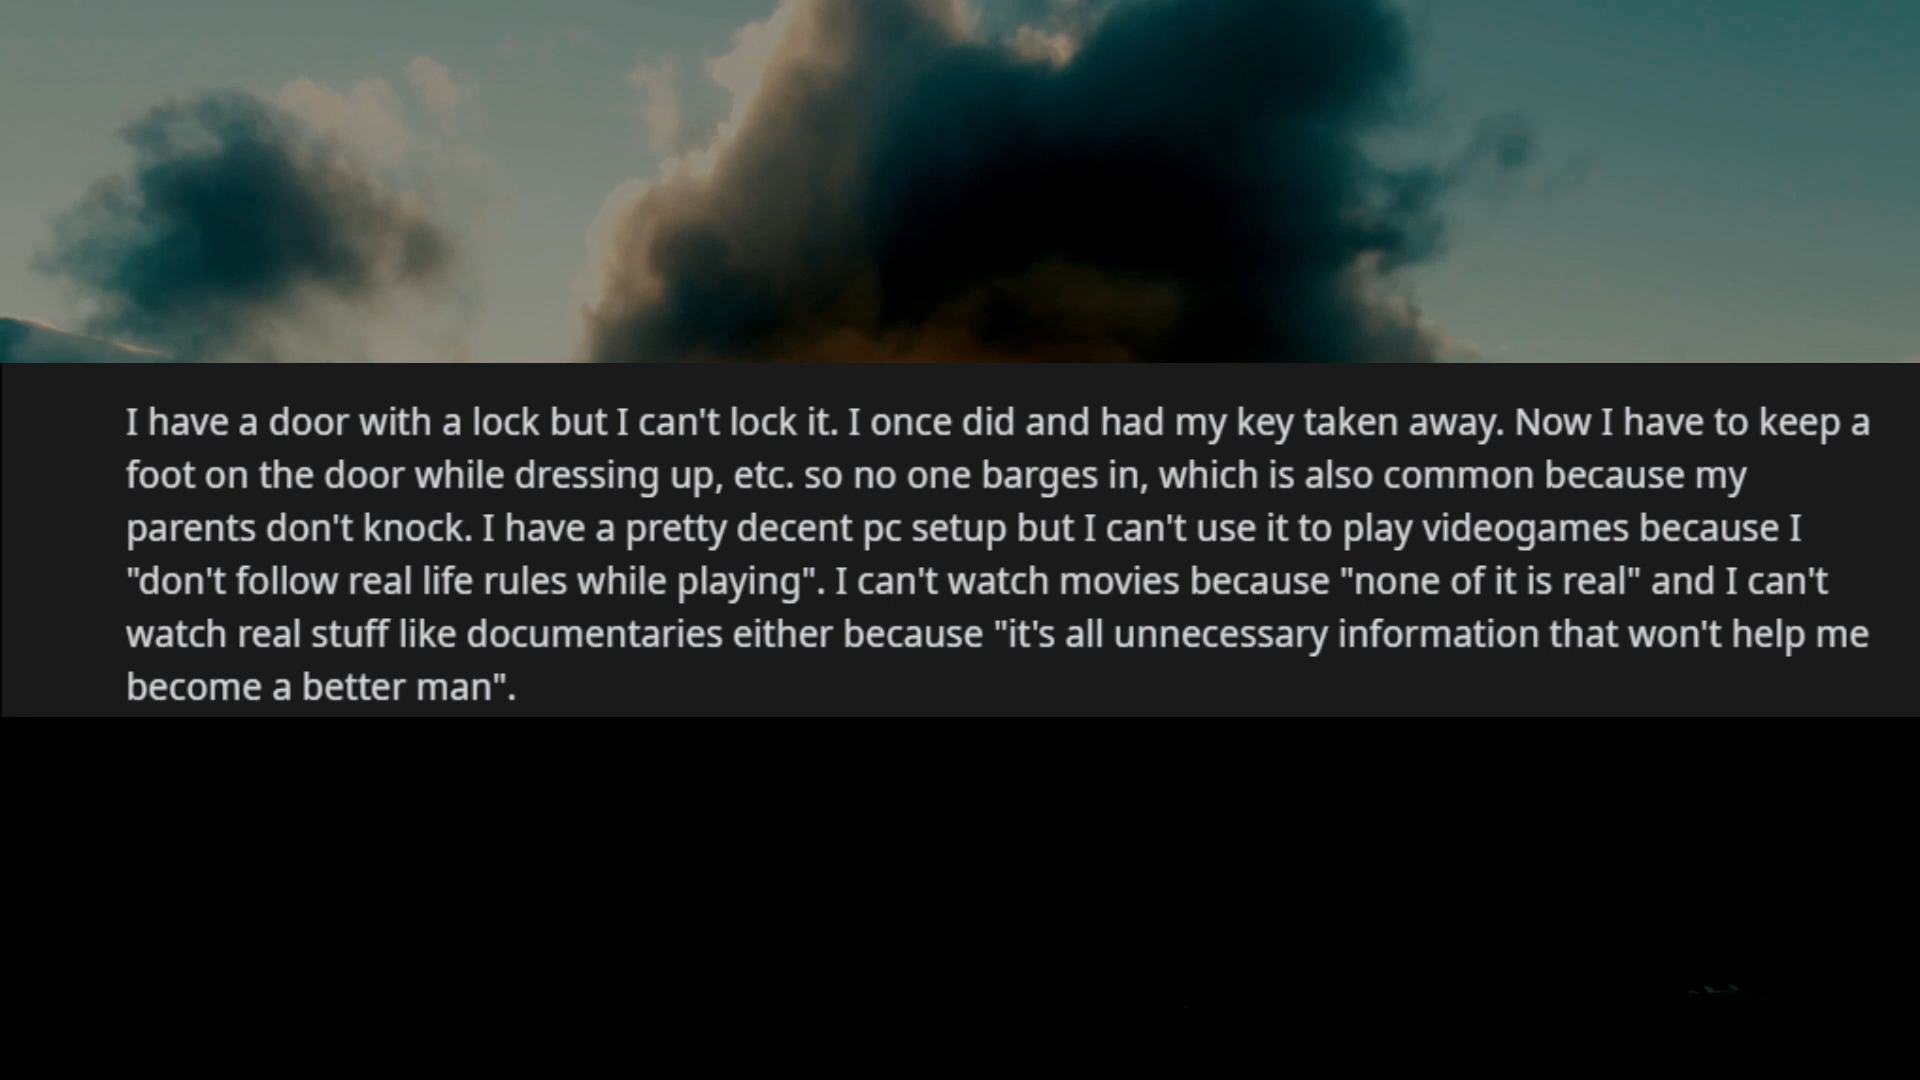 I have a door with a lock but I can't lock it. I once did and had my key taken away. Now I have to keep a
foot on the door while dressing up, etc. so no one barges in, which is also common because my
parents don't knock. I have a pretty decent pc setup but I can't use it to play videogames because I
"don't follow real life rules while playing". I can't watch movies because "none of it is real" and I can't
watch real stuff like documentaries either because "it's all unnecessary information that won't help me
become a better man".